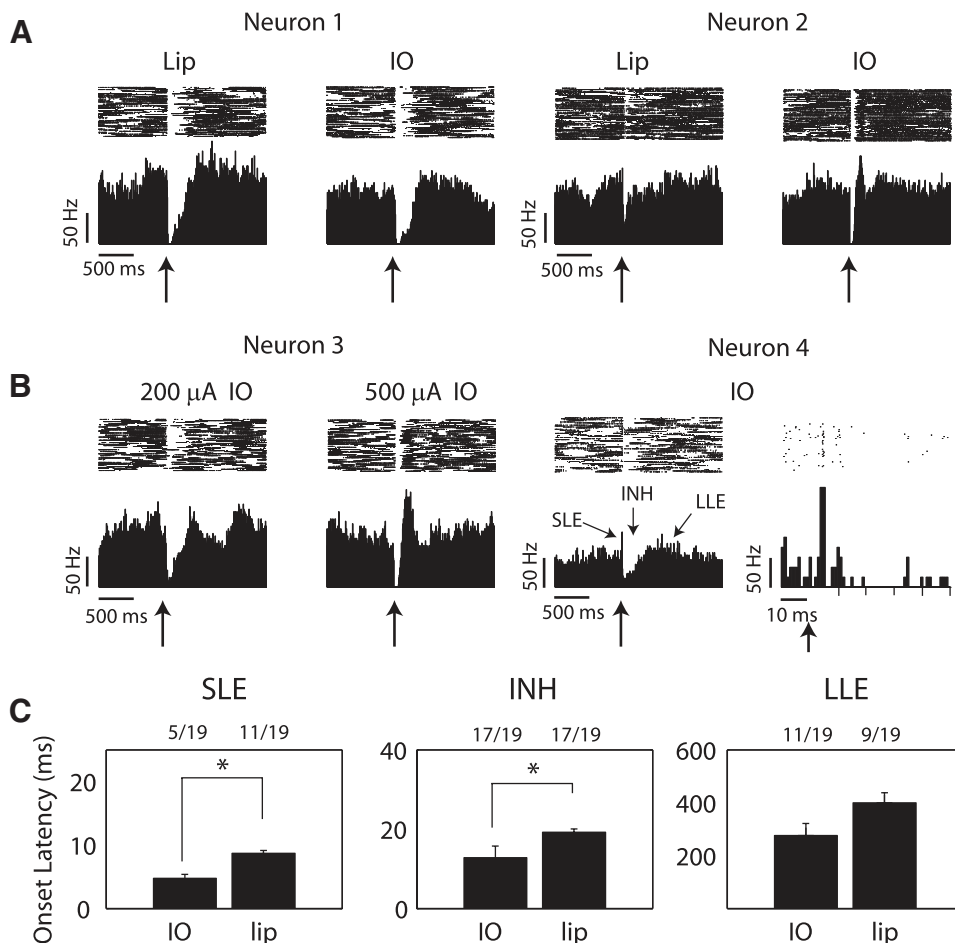 A
Neuron 1
Neuron 2
Lip
IO
Lip
IO
50 Hz
500 ms
500 ms
B
Neuron 3
Neuron 4
200 µA IO
500 µA IO
IO
SLE
INH
LLE
50 Hz
50 Hz
50 Hz
500 ms
500 ms
10 ms
C
SLE
INH
LLE
5/19 11/19
17/19 17/19
11/19 9/19
Onset Latency (ms)
20
10
0
*
IO lip
40
20
0
*
IO lip
600
400
200
IO lip